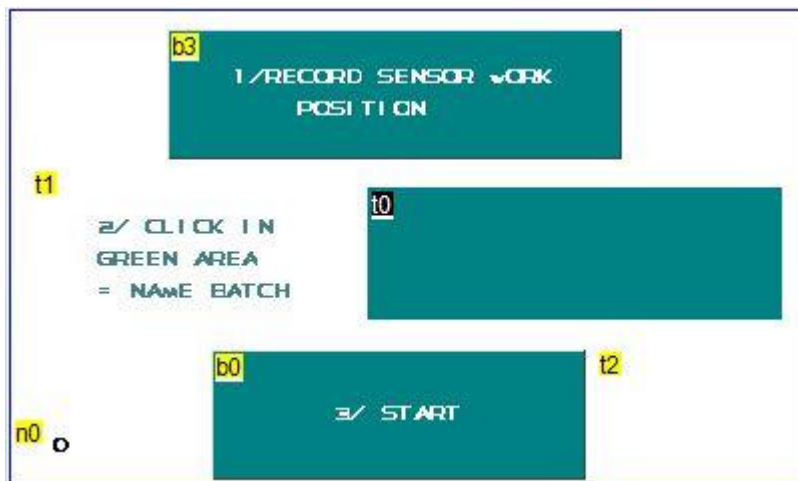 b3
1/RECORD SENSOR wORK
POSITION
t1
t0
2/ CLICK IN
GREEN AREA
= NAmE BATCH
b0
t2
3/ START
n0
0